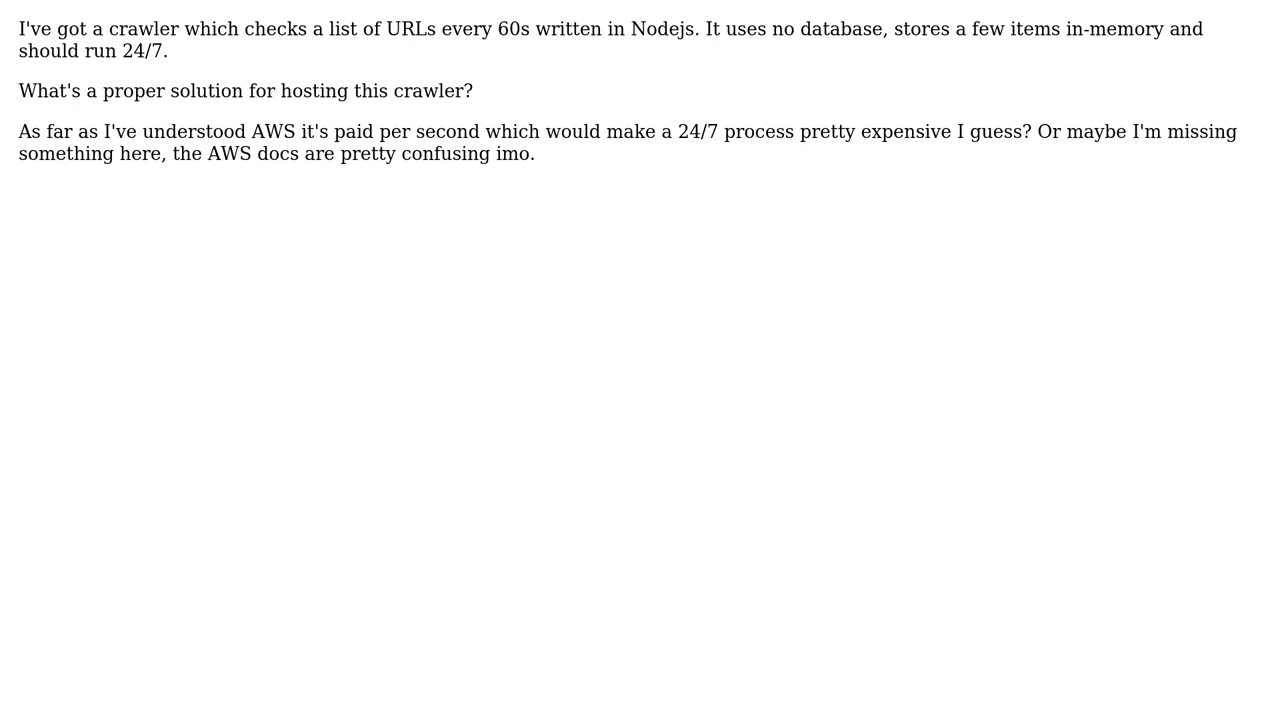 I've got a crawler which checks a list of URLs every 60s written in Nodejs. It uses no database, stores a few items in-memory and
should run 24/7.
What's a proper solution for hosting this crawler?
As far as I've understood AWS it's paid per second which would make a 24/7 process pretty expensive I guess? Or maybe I'm missing
something here, the AWS docs are pretty confusing imo.